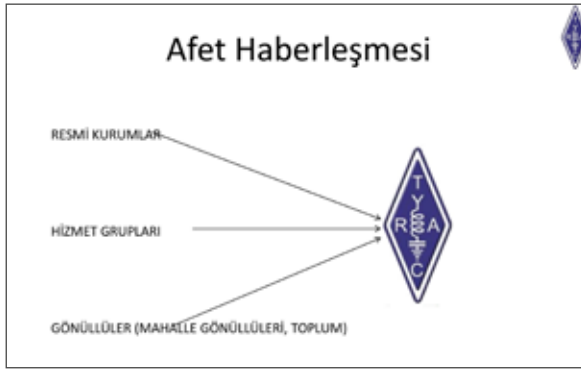 Afet Haberleşmesi
RESMİ KURUMLAR
HİZMET GRUPLARI
GÖNÜLLÜLER (MAHALLE GÖNÜLLÜLERİ, TOPLUM)
T
Y
R A
C